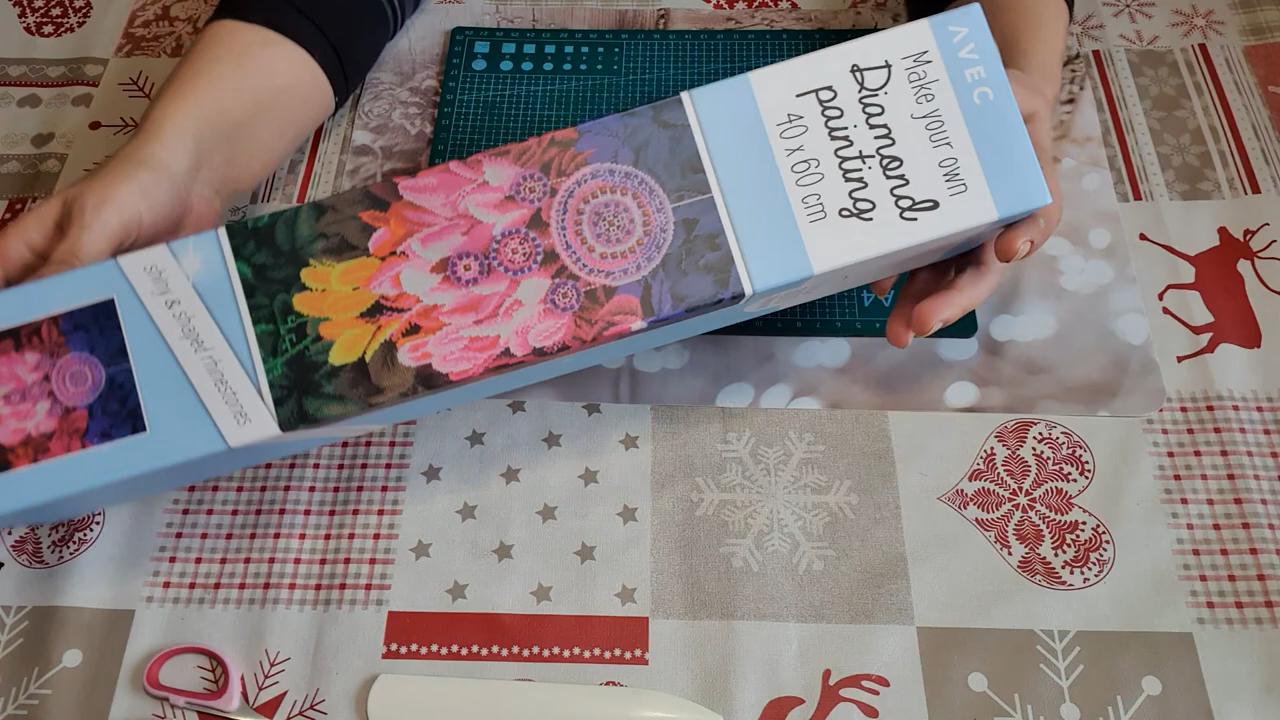 AVEC
Make your own
Diamond
painting
40 x 60 cm
shiny & shaped rhinestones
A4